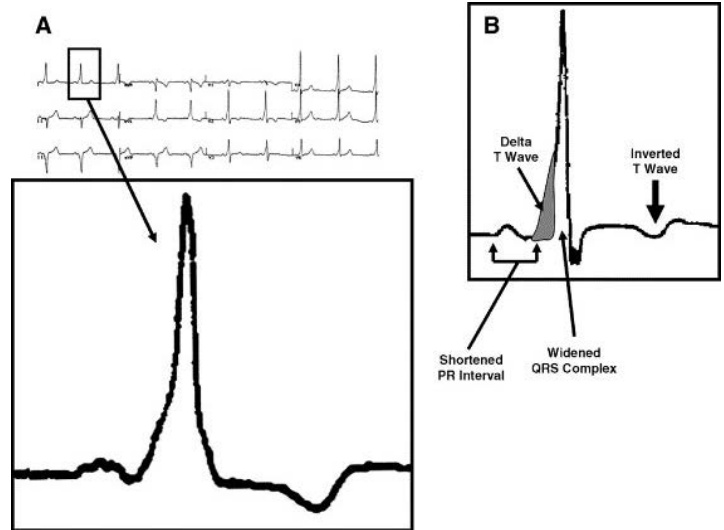 A
B
Delta
T Wave
Inverted
T Wave
Shortened
PR Interval
Widened
QRS Complex